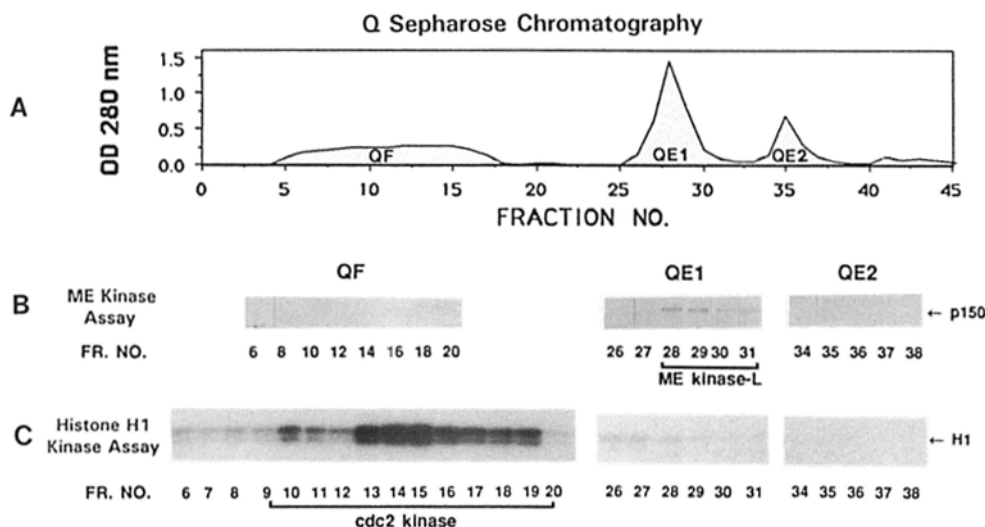 Q Sepharose Chromatography
A
OD 280 nm
1.5
1.0
0.5
0.0
QF
QE1
QE2
0 5 10 15 20 25 30 35 40 45
FRACTION NO.
QF QE1 QE2
B
ME Kinase
Assay
← p150
FR. NO. 6 8 10 12 14 16 18 20 26 27 28 29 30 31 34 35 36 37 38
ME kinase-L
C
Histone H1
Kinase Assay
← H1
FR. NO. 6 7 8 9 10 11 12 13 14 15 16 17 18 19 20 26 27 28 29 30 31 34 35 36 37 38
cdc2 kinase